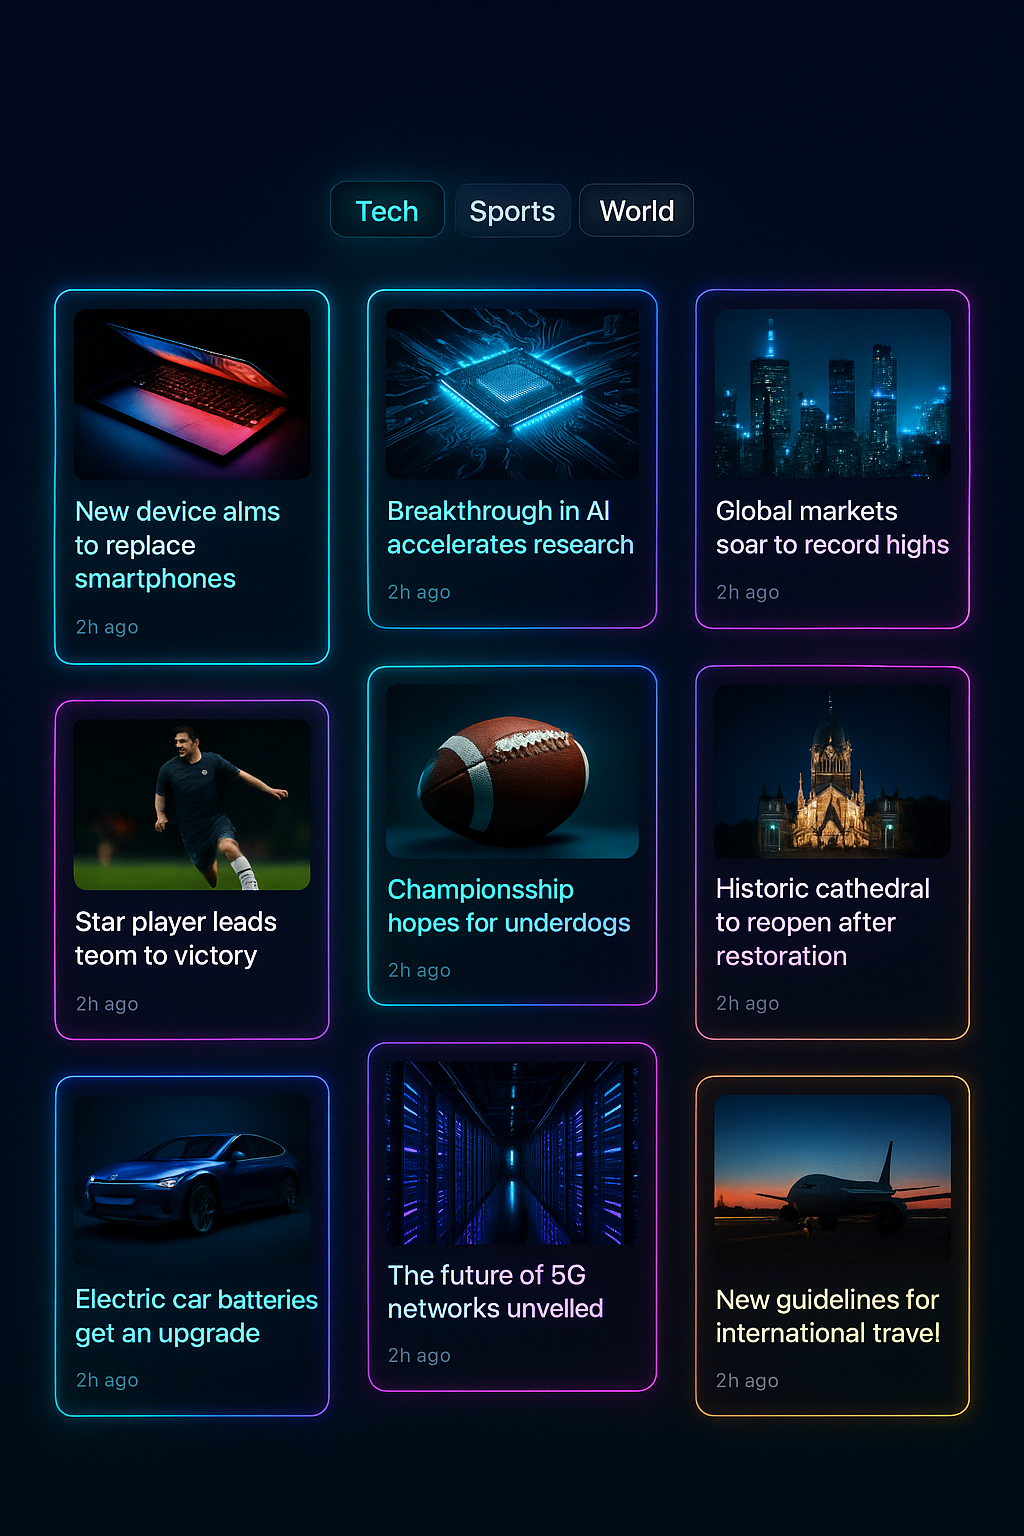 Tech
Sports
World
New device alms
to replace
smartphones
2h ago
Breakthrough in AI
accelerates research
2h ago
Global markets
soar to record highs
2h ago
Star player leads
teom to victory
2h ago
Championsship
hopes for underdogs
2h ago
Historic cathedral
to reopen after
restoration
2h ago
Electric car batteries
get an upgrade
2h ago
The future of 5G
networks unvelled
2h ago
New guidelines for
international travel
2h ago